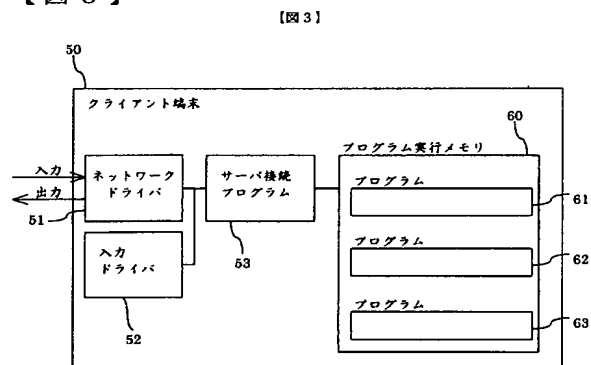 【図３】
【図３】
50
クライアント端末
60
プログラム実行メモリ
入力
出力
ネットワーク
ドライバ
サーバ接続
プログラム
プログラム
61
51
入力
ドライバ
53
プログラム
62
52
プログラム
63